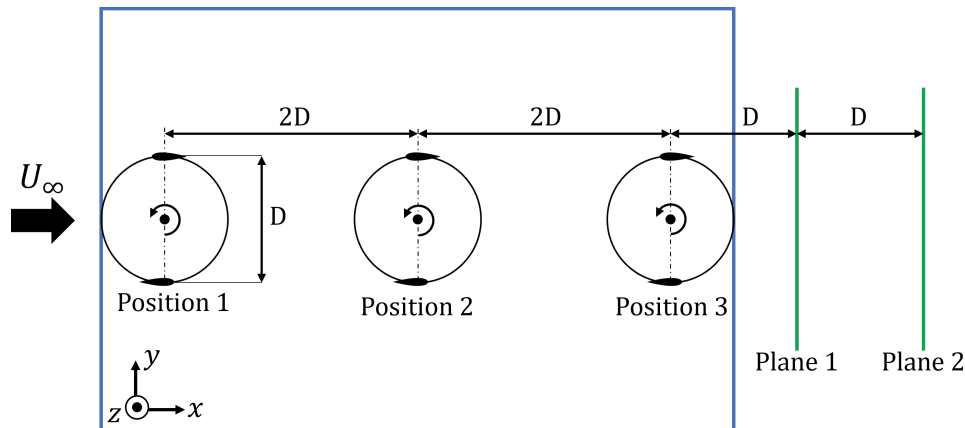 2D
2D
D
D
U∞
D
Position 1
Position 2
Position 3
Plane 1
Plane 2
y
z
x